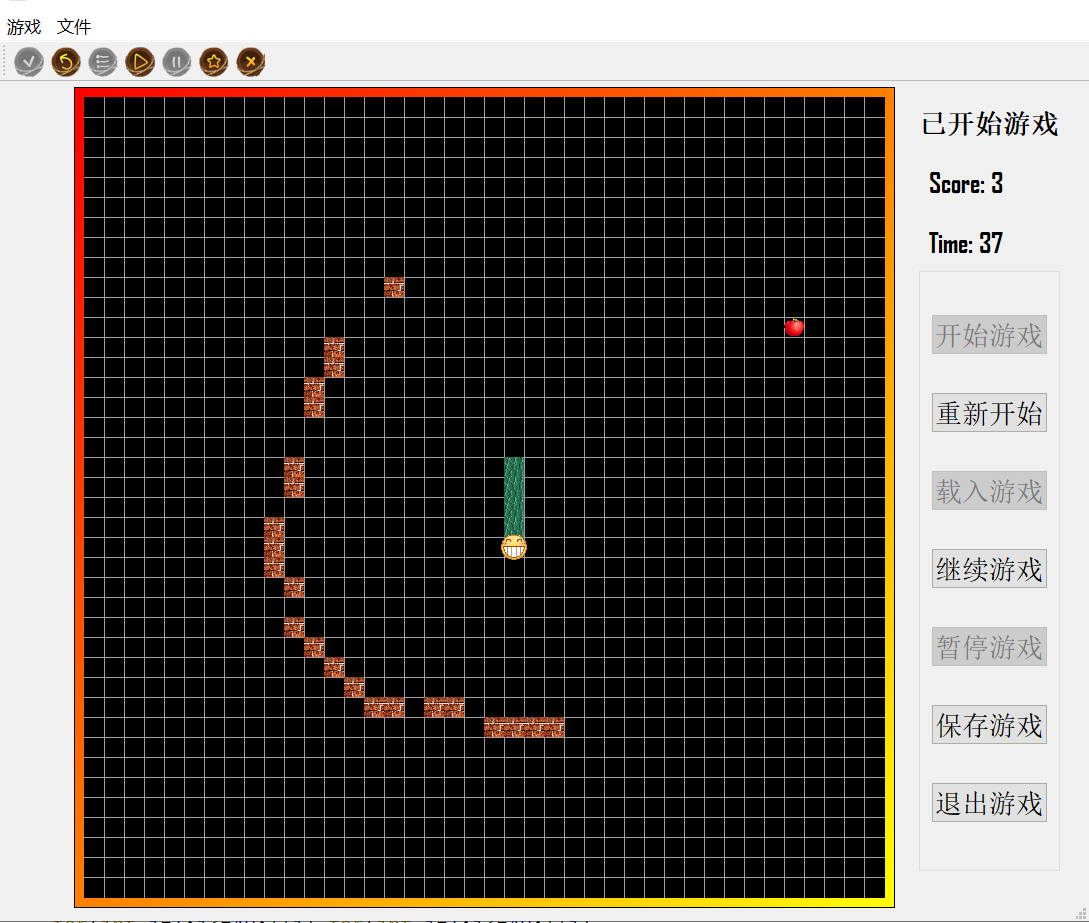 游戏 文件
已开始游戏
Score: 3
Time: 37
开始游戏
重新开始
载入游戏
继续游戏
暂停游戏
保存游戏
退出游戏